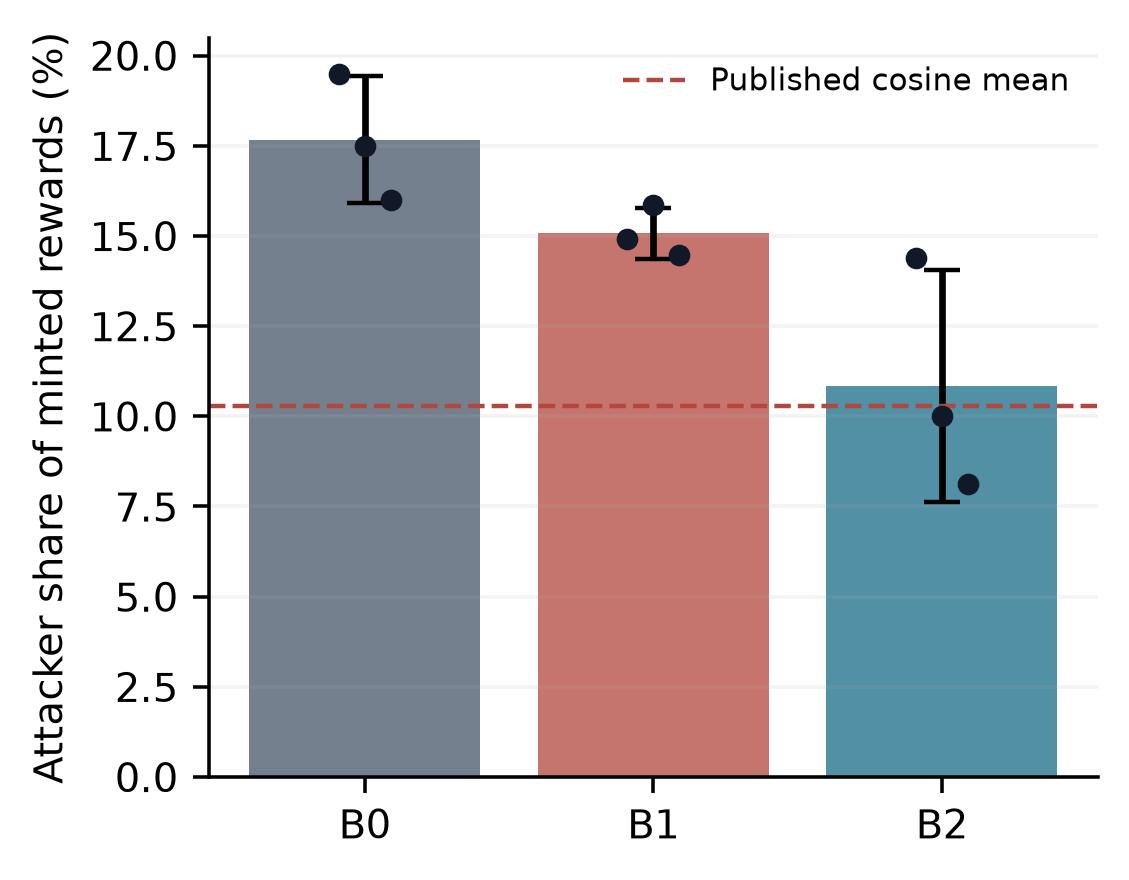 Attacker share of minted rewards (%)
20.0
17.5
15.0
12.5
10.0
7.5
5.0
2.5
0.0
Published cosine mean
B0
B1
B2